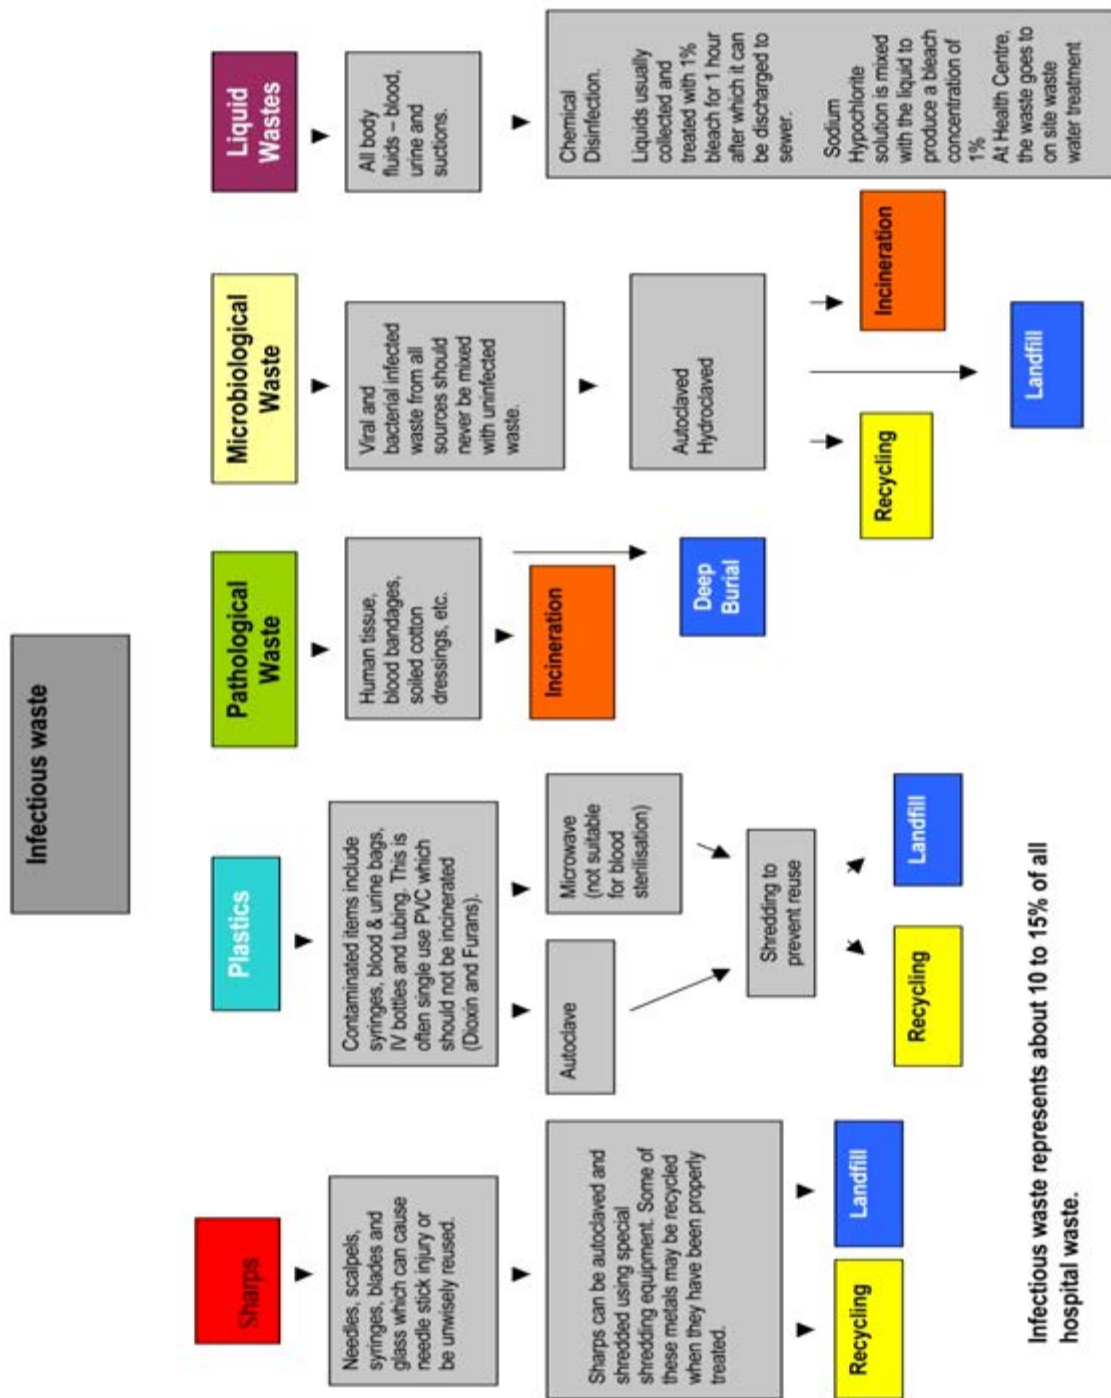 Infectious waste
Sharps
Needles, scalpels,
syringes, blades and
glass which can cause
needle stick injury or
be unwisely reused.
Sharps can be autoclaved and
shredded using special
shredding equipment. Some of
these metals may be recycled
when they have been properly
treated.
Recycling
Landfill
Plastics
Contaminated items include
syringes, blood & urine bags,
IV bottles and tubing. This is
often single use PVC which
should not be incinerated
(Dioxin and Furans).
Autoclave
Microwave
(not suitable
for blood
sterilisation)
Shredding to
prevent reuse
Recycling
Landfill
Pathological
Waste
Human tissue,
blood bandages,
soiled cotton
dressings, etc.
Incineration
Deep
Burial
Microbiological
Waste
Viral and
bacterial infected
waste from all
sources should
never be mixed
with uninfected
waste.
Autoclaved
Hydroclaved
Recycling
Landfill
Incineration
Liquid
Wastes
All body
fluids – blood,
urine and
suctions.
Chemical
Disinfection.
Liquids usually
collected and
treated with 1%
bleach for 1 hour
after which it can
be discharged to
sewer.
Sodium
Hypochlorite
solution is mixed
with the liquid to
produce a bleach
concentration of
1%
At Health Centre,
the waste goes to
on site waste
water treatment
Infectious waste represents about 10 to 15% of all
hospital waste.